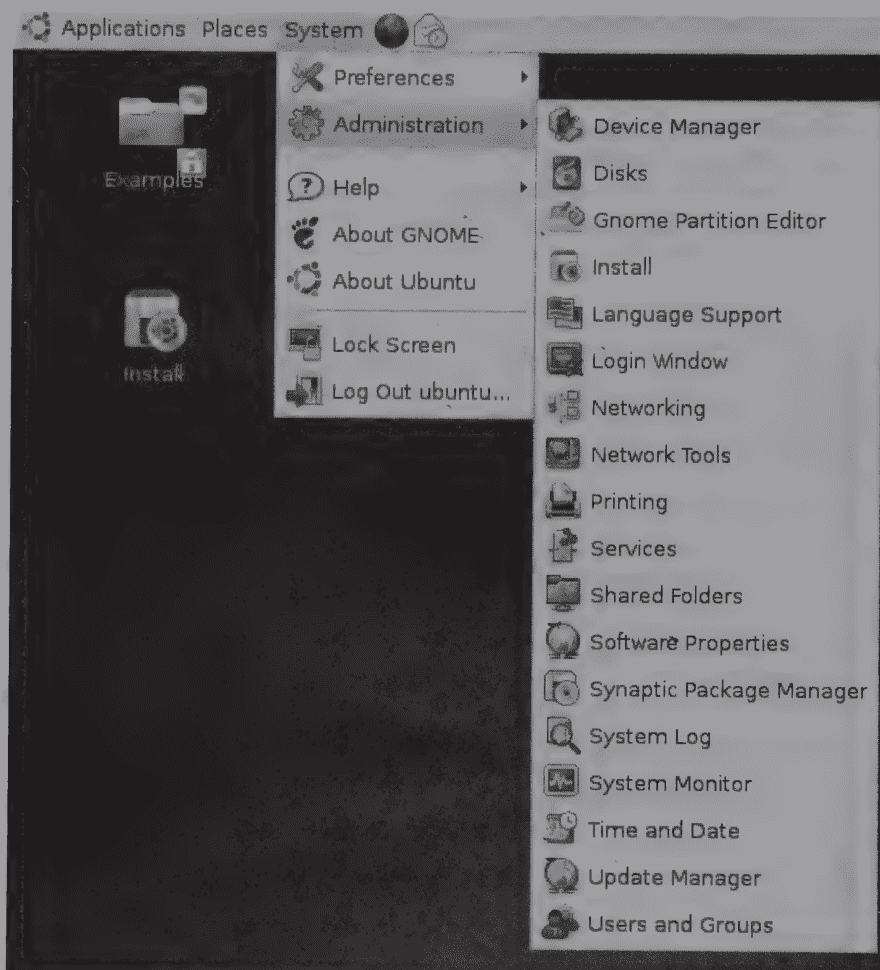 Applications Places System
Examples
Install
Preferences
Administration
Help
About GNOME
About Ubuntu
Lock Screen
Log Out ubuntu...
Device Manager
Disks
Gnome Partition Editor
Install
Language Support
Login Window
Networking
Network Tools
Printing
Services
Shared Folders
Software Properties
Synaptic Package Manager
System Log
System Monitor
Time and Date
Update Manager
Users and Groups